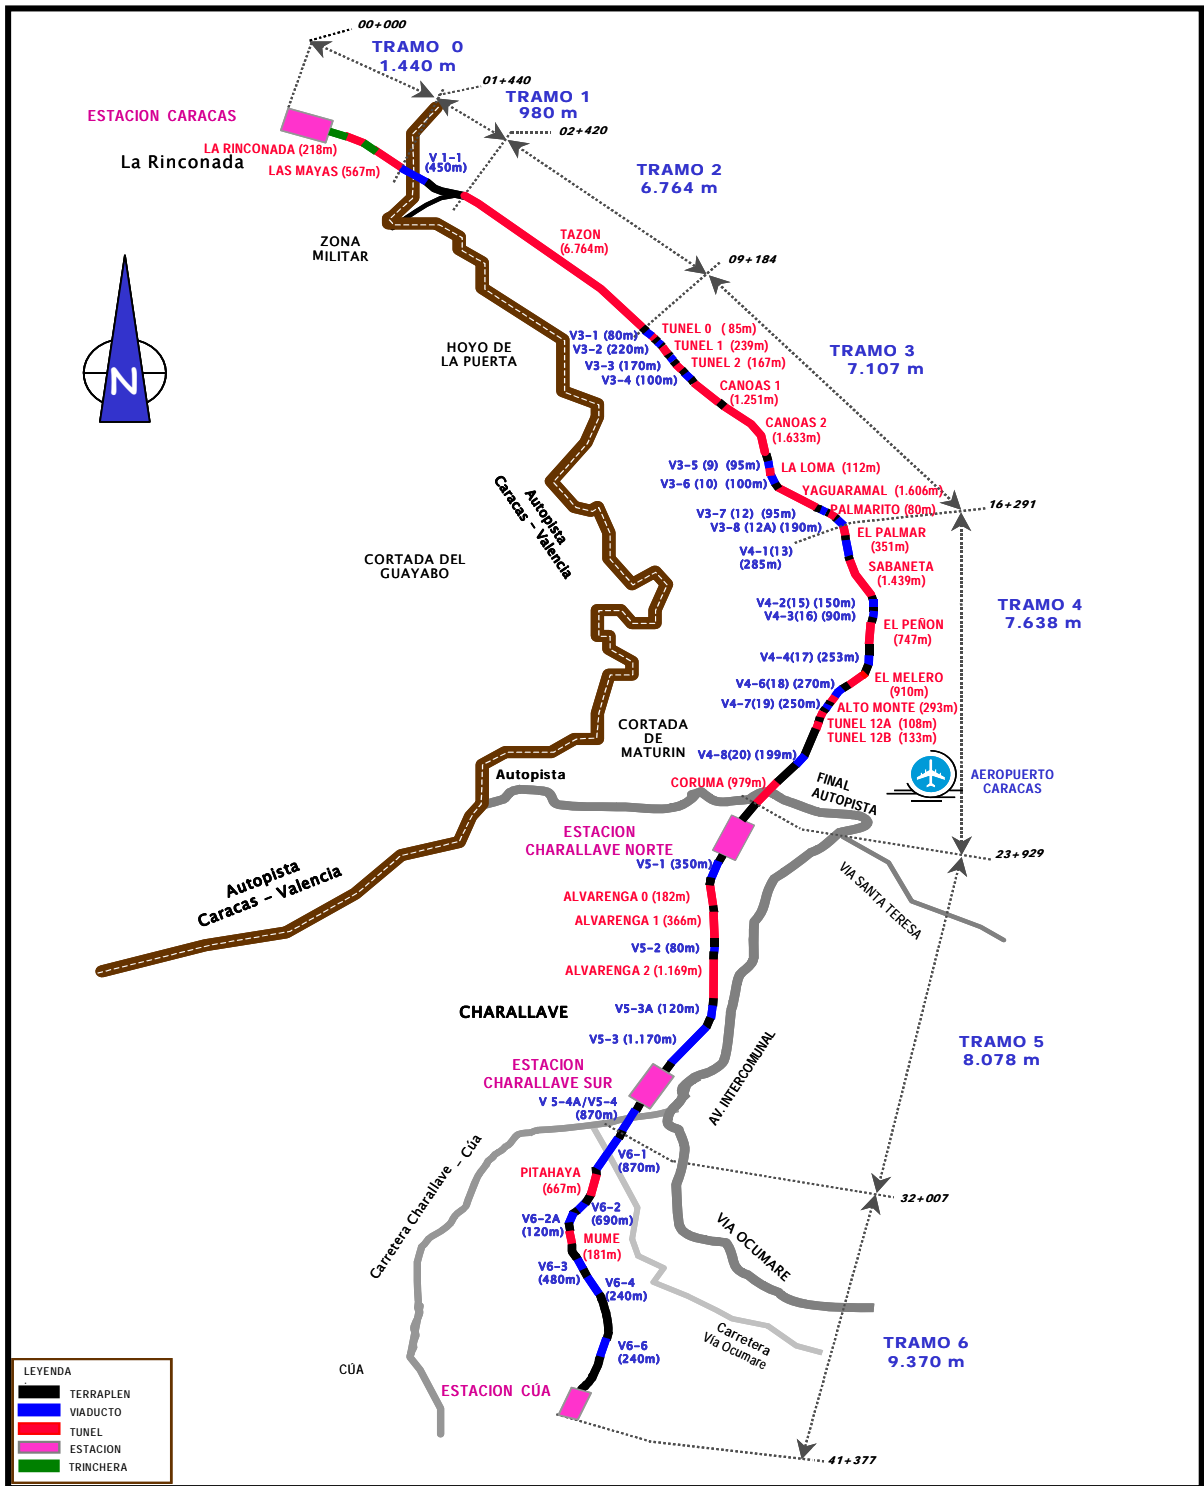 00+000
TRAMO 0
1.440 m
01+440
TRAMO 1
980 m
02+420
ESTACION CARACAS
LA RINCONADA (218m)
La Rinconada
LAS MAYAS (567m)
V 1-1
(450m)
TRAMO 2
6.764 m
ZONA
MILITAR
TAZON
(6.764m)
09+184
N
HOYO DE
LA PUERTA
V3-1 (80m)
V3-2 (220m)
V3-3 (170m)
V3-4 (100m)
TUNEL 0 ( 85m)
TUNEL 1 (239m)
TUNEL 2 (167m)
TRAMO 3
7.107 m
CANOAS 1
(1.251m)
CANOAS 2
(1.633m)
V3-5 (9) (95m)
V3-6 (10) (100m)
LA LOMA (112m)
YAGUARAMAL (1.606m)
PALMARITO (80m)
16+291
V3-7 (12) (95m)
V3-8 (12A) (190m)
V4-1(13)
(285m)
EL PALMAR
(351m)
SABANETA
(1.439m)
Autopista
Caracas - Valencia
CORTADA DEL
GUAYABO
V4-2(15) (150m)
V4-3(16) (90m)
TRAMO 4
7.638 m
EL PEÑON
(747m)
V4-4(17) (253m)
V4-6(18) (270m)
V4-7(19) (250m)
EL MELERO
(910m)
ALTO MONTE (293m)
TUNEL 12A (108m)
TUNEL 12B (133m)
CORTADA
DE
MATURIN
V4-8(20) (199m)
Autopista
CORUMA (979m)
FINAL
AUTOPISTA
AEROPUERTO
CARACAS
ESTACION
CHARALLAVE NORTE
23+929
V5-1 (350m)
VIA SANTA TERESA
Autopista
Caracas - Valencia
ALVARENGA 0 (182m)
ALVARENGA 1 (366m)
V5-2 (80m)
ALVARENGA 2 (1.169m)
V5-3A (120m)
CHARALLAVE
V5-3 (1.170m)
TRAMO 5
8.078 m
AV. INTERCOMUNAL
ESTACION
CHARALLAVE SUR
V 5-4A/V5-4
(870m)
V6-1
(870m)
Carretera Charallave - Cúa
PITAHAYA
(667m)
32+007
V6-2
(690m)
V6-2A
(120m)
MUME
(181m)
VIA OCUMARE
V6-3
(480m)
V6-4
(240m)
Carretera
Via Ocumare
V6-6
(240m)
TRAMO 6
9.370 m
CÚA
ESTACION CÚA
41+377
LEYENDA
TERRAPLEN
VIADUCTO
TUNEL
ESTACION
TRINCHERA